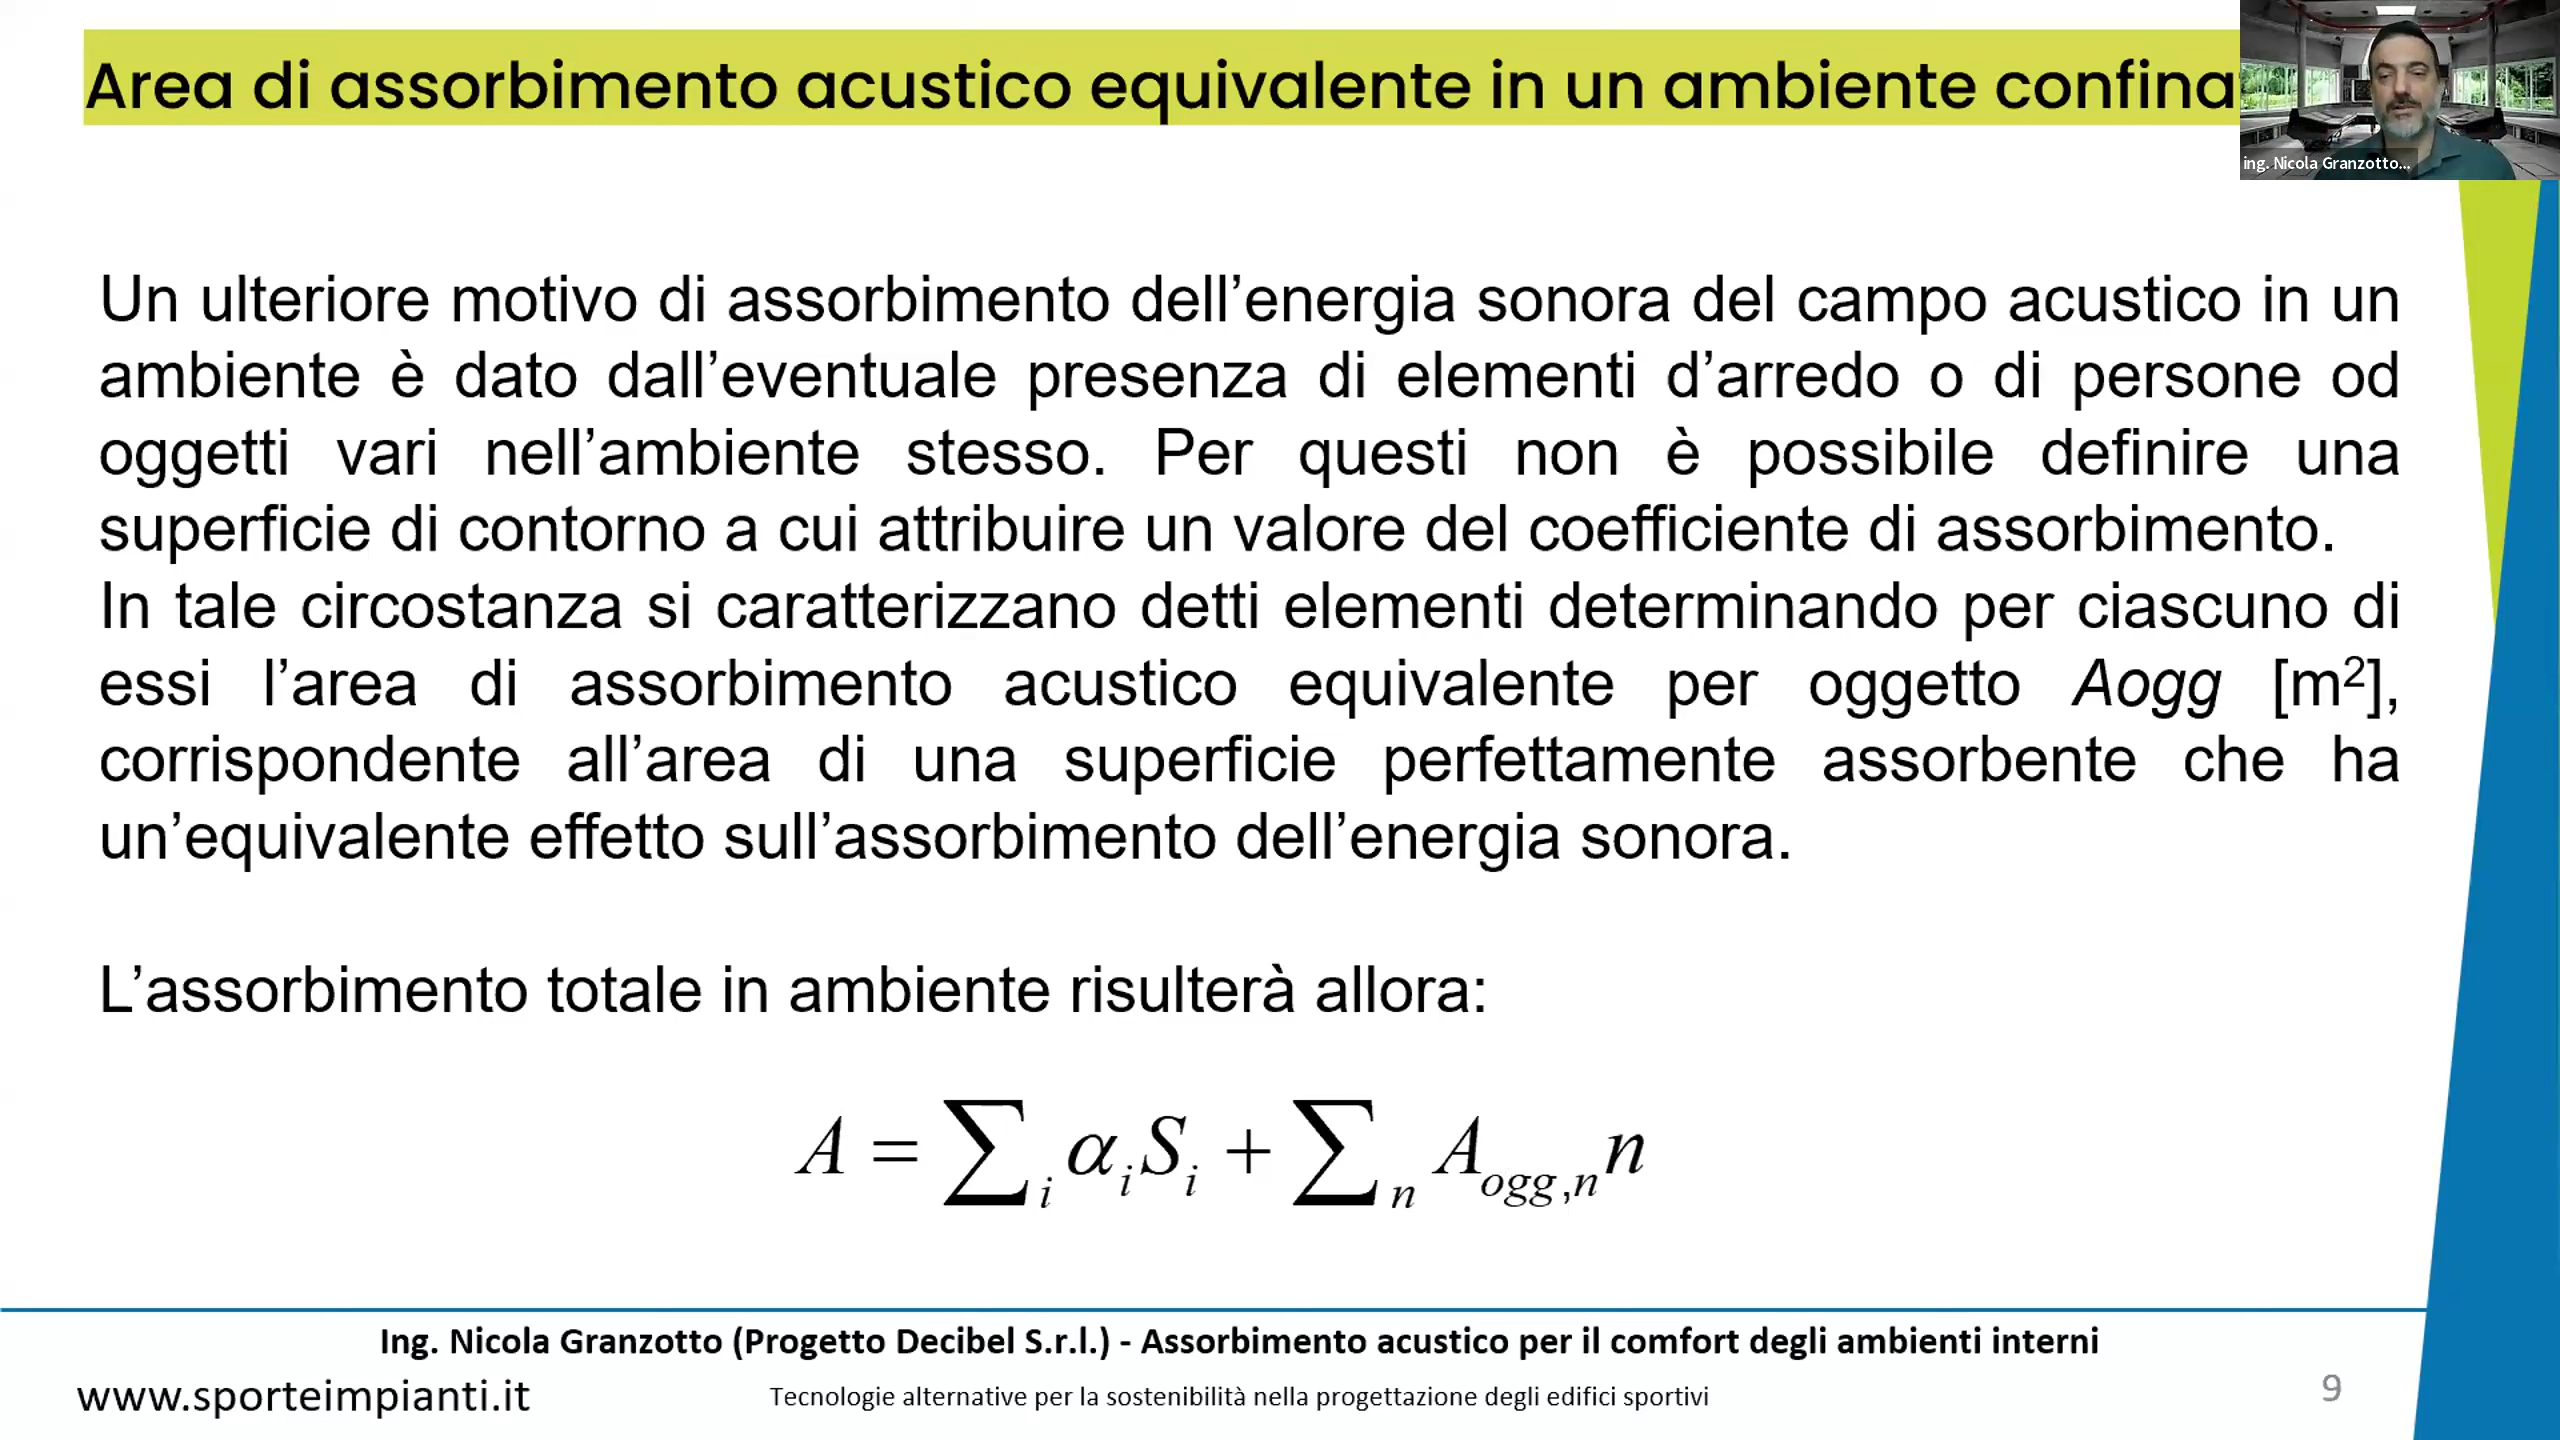 Area di assorbimento acustico equivalente in un ambiente
ing. Nicola Granzotto...
Un ulteriore motivo di assorbimento dell’energia sonora del campo acustico in un
ambiente è dato dall’eventuale presenza di elementi d’arredo o di persone od
oggetti vari nell’ambiente stesso. Per questi non è possibile definire una
superficie di contorno a cui attribuire un valore del coefficiente di assorbimento.
In tale circostanza si caratterizzano detti elementi determinando per ciascuno di
essi l’area di assorbimento acustico equivalente per oggetto Aogg [m²],
corrispondente all’area di una superficie perfettamente assorbente che ha
un’equivalente effetto sull’assorbimento dell’energia sonora.
L’assorbimento totale in ambiente risulterà allora:
A = ∑_i α_i S_i + ∑_n A_{ogg,n} n
Ing. Nicola Granzotto (Progetto Decibel S.r.l.) - Assorbimento acustico per il comfort degli ambienti interni
www.sporteimpianti.it
Tecnologie alternative per la sostenibilità nella progettazione degli edifici sportivi
9